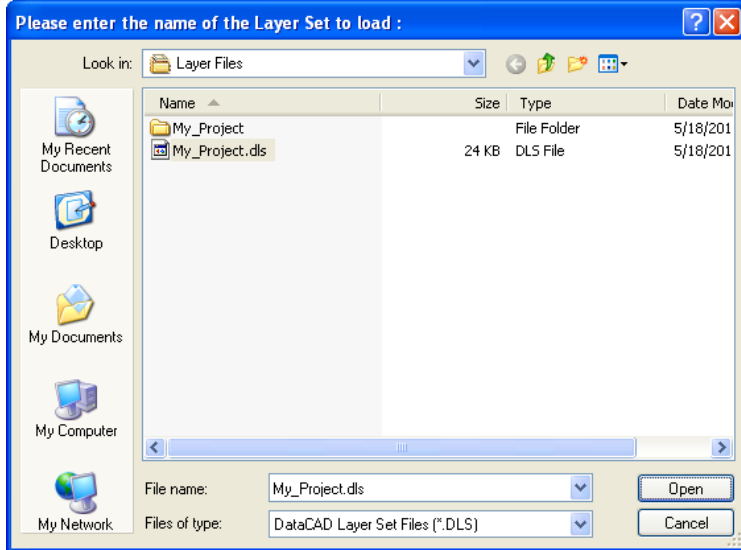 Please enter the name of the Layer Set to load :
Look in: Layer Files
Name Size Type Date Mo
My_Project File Folder 5/18/201
My_Project.dls 24 KB DLS File 5/18/201
My Recent
Documents
Desktop
My Documents
My Computer
My Network
File name: My_Project.dls Open
Files of type: DataCAD Layer Set Files (*.DLS) Cancel